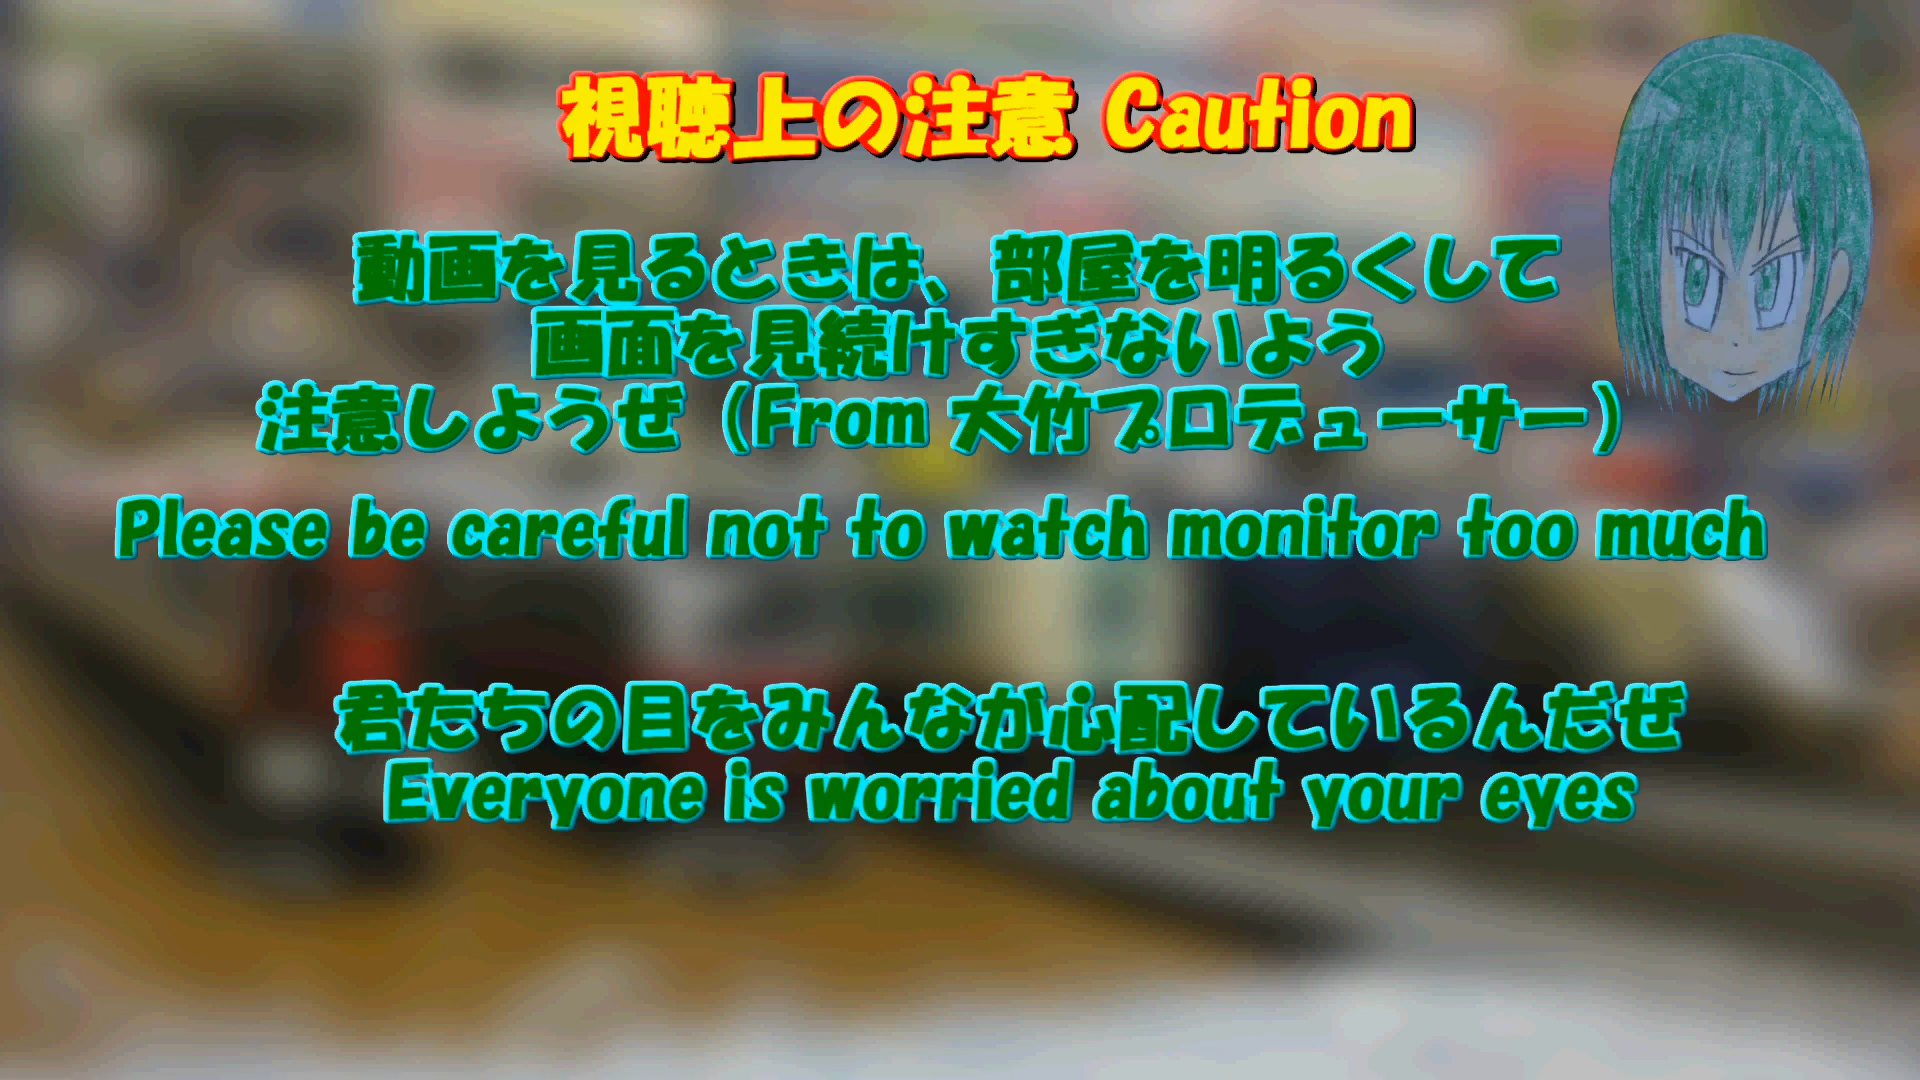 視聴上の注意 Caution
動画を見るときは、部屋を明るくして
画面を見続けすぎないよう
注意しようぜ（From 大竹プロデューサー）
Please be careful not to watch monitor too much
君たちの目をみんなが心配しているんだぜ
Everyone is worried about your eyes